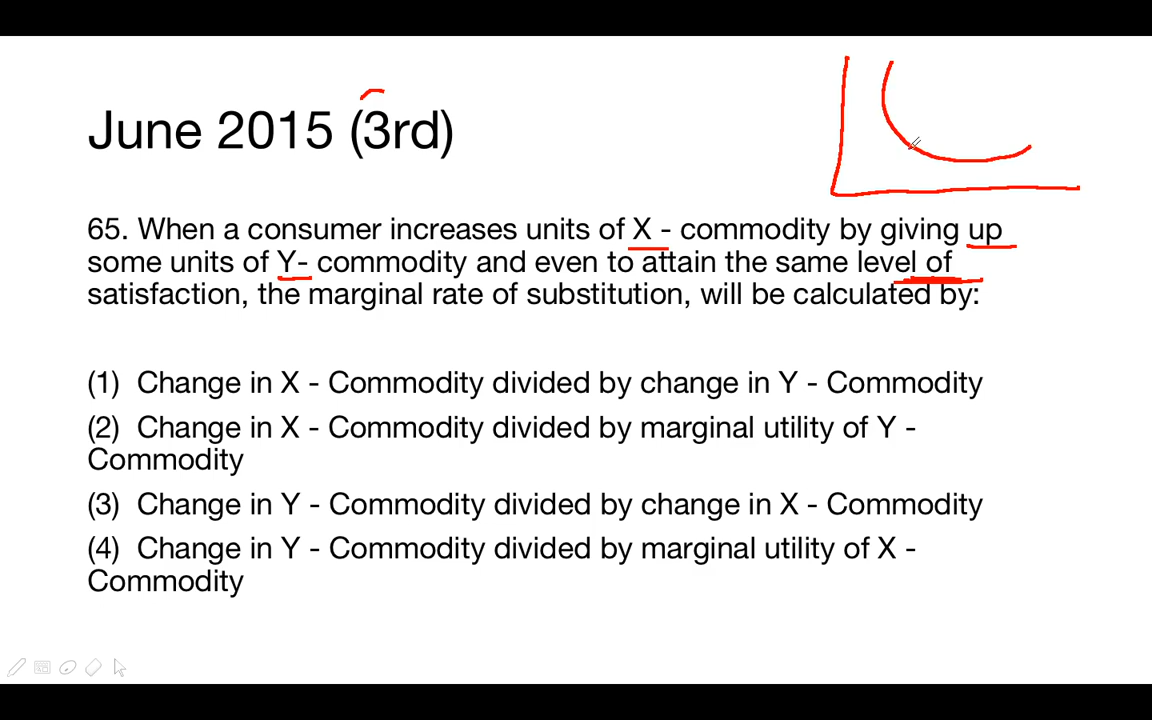 June 2015 (3rd)
65. When a consumer increases units of X - commodity by giving up
some units of Y- commodity and even to attain the same level of
satisfaction, the marginal rate of substitution, will be calculated by:
(1) Change in X - Commodity divided by change in Y - Commodity
(2) Change in X - Commodity divided by marginal utility of Y -
Commodity
(3) Change in Y - Commodity divided by change in X - Commodity
(4) Change in Y - Commodity divided by marginal utility of X -
Commodity